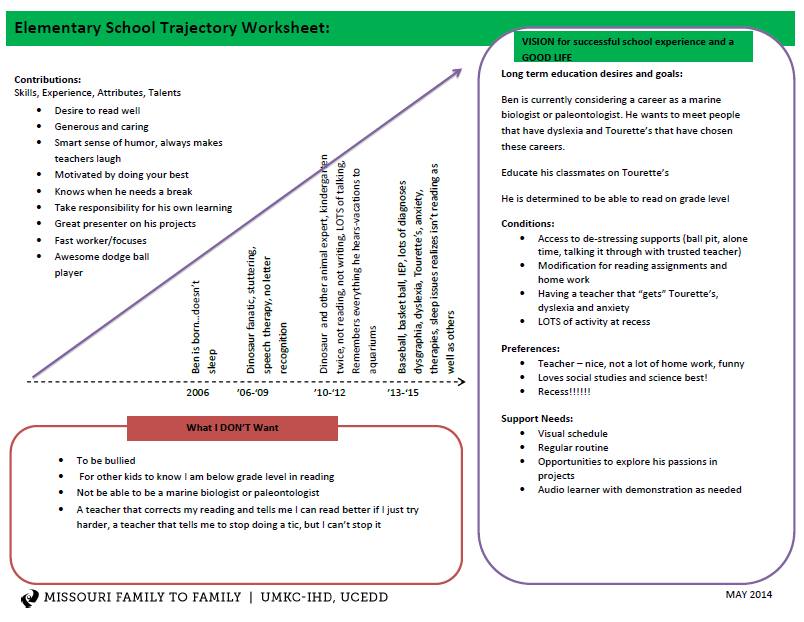 Elementary School Trajectory Worksheet:
Contributions:
Skills, Experience, Attributes, Talents
• Desire to read well
• Generous and caring
• Smart sense of humor, always makes
teachers laugh
• Motivated by doing your best
• Knows when he needs a break
• Take responsibility for his own learning
• Great presenter on his projects
• Fast worker/focuses
• Awesome dodge ball
player
Ben is born…doesn't
sleep
Dinosaur fanatic, stuttering,
speech therapy, no letter
recognition
Dinosaur and other animal expert, kindergarten
twice, not reading, not writing, LOTS of talking,
Remembers everything he hears-vacations to
aquariums
Baseball, basket ball, IEP, lots of diagnoses
dysgraphia, dyslexia, Tourette's, anxiety,
therapies, sleep issues realizes isn't reading as
well as others
2006 '06-'09 '10-'12 '13-'15
What I DON'T Want
• To be bullied
• For other kids to know I am below grade level in reading
• Not be able to be a marine biologist or paleontologist
• A teacher that corrects my reading and tells me I can read better if I just try
harder, a teacher that tells me to stop doing a tic, but I can't stop it
VISION for successful school experience and a
GOOD LIFE
Long term education desires and goals:
Ben is currently considering a career as a marine
biologist or paleontologist. He wants to meet people
that have dyslexia and Tourette's that have chosen
these careers.
Educate his classmates on Tourette's
He is determined to be able to read on grade level
Conditions:
• Access to de-stressing supports (ball pit, alone
time, talking it through with trusted teacher)
• Modification for reading assignments and
home work
• Having a teacher that "gets" Tourette's,
dyslexia and anxiety
• LOTS of activity at recess
Preferences:
• Teacher – nice, not a lot of home work, funny
• Loves social studies and science best!
• Recess!!!!!!
Support Needs:
• Visual schedule
• Regular routine
• Opportunities to explore his passions in
projects
• Audio learner with demonstration as needed
MISSOURI FAMILY TO FAMILY | UMKC-IHD, UCEDD
MAY 2014